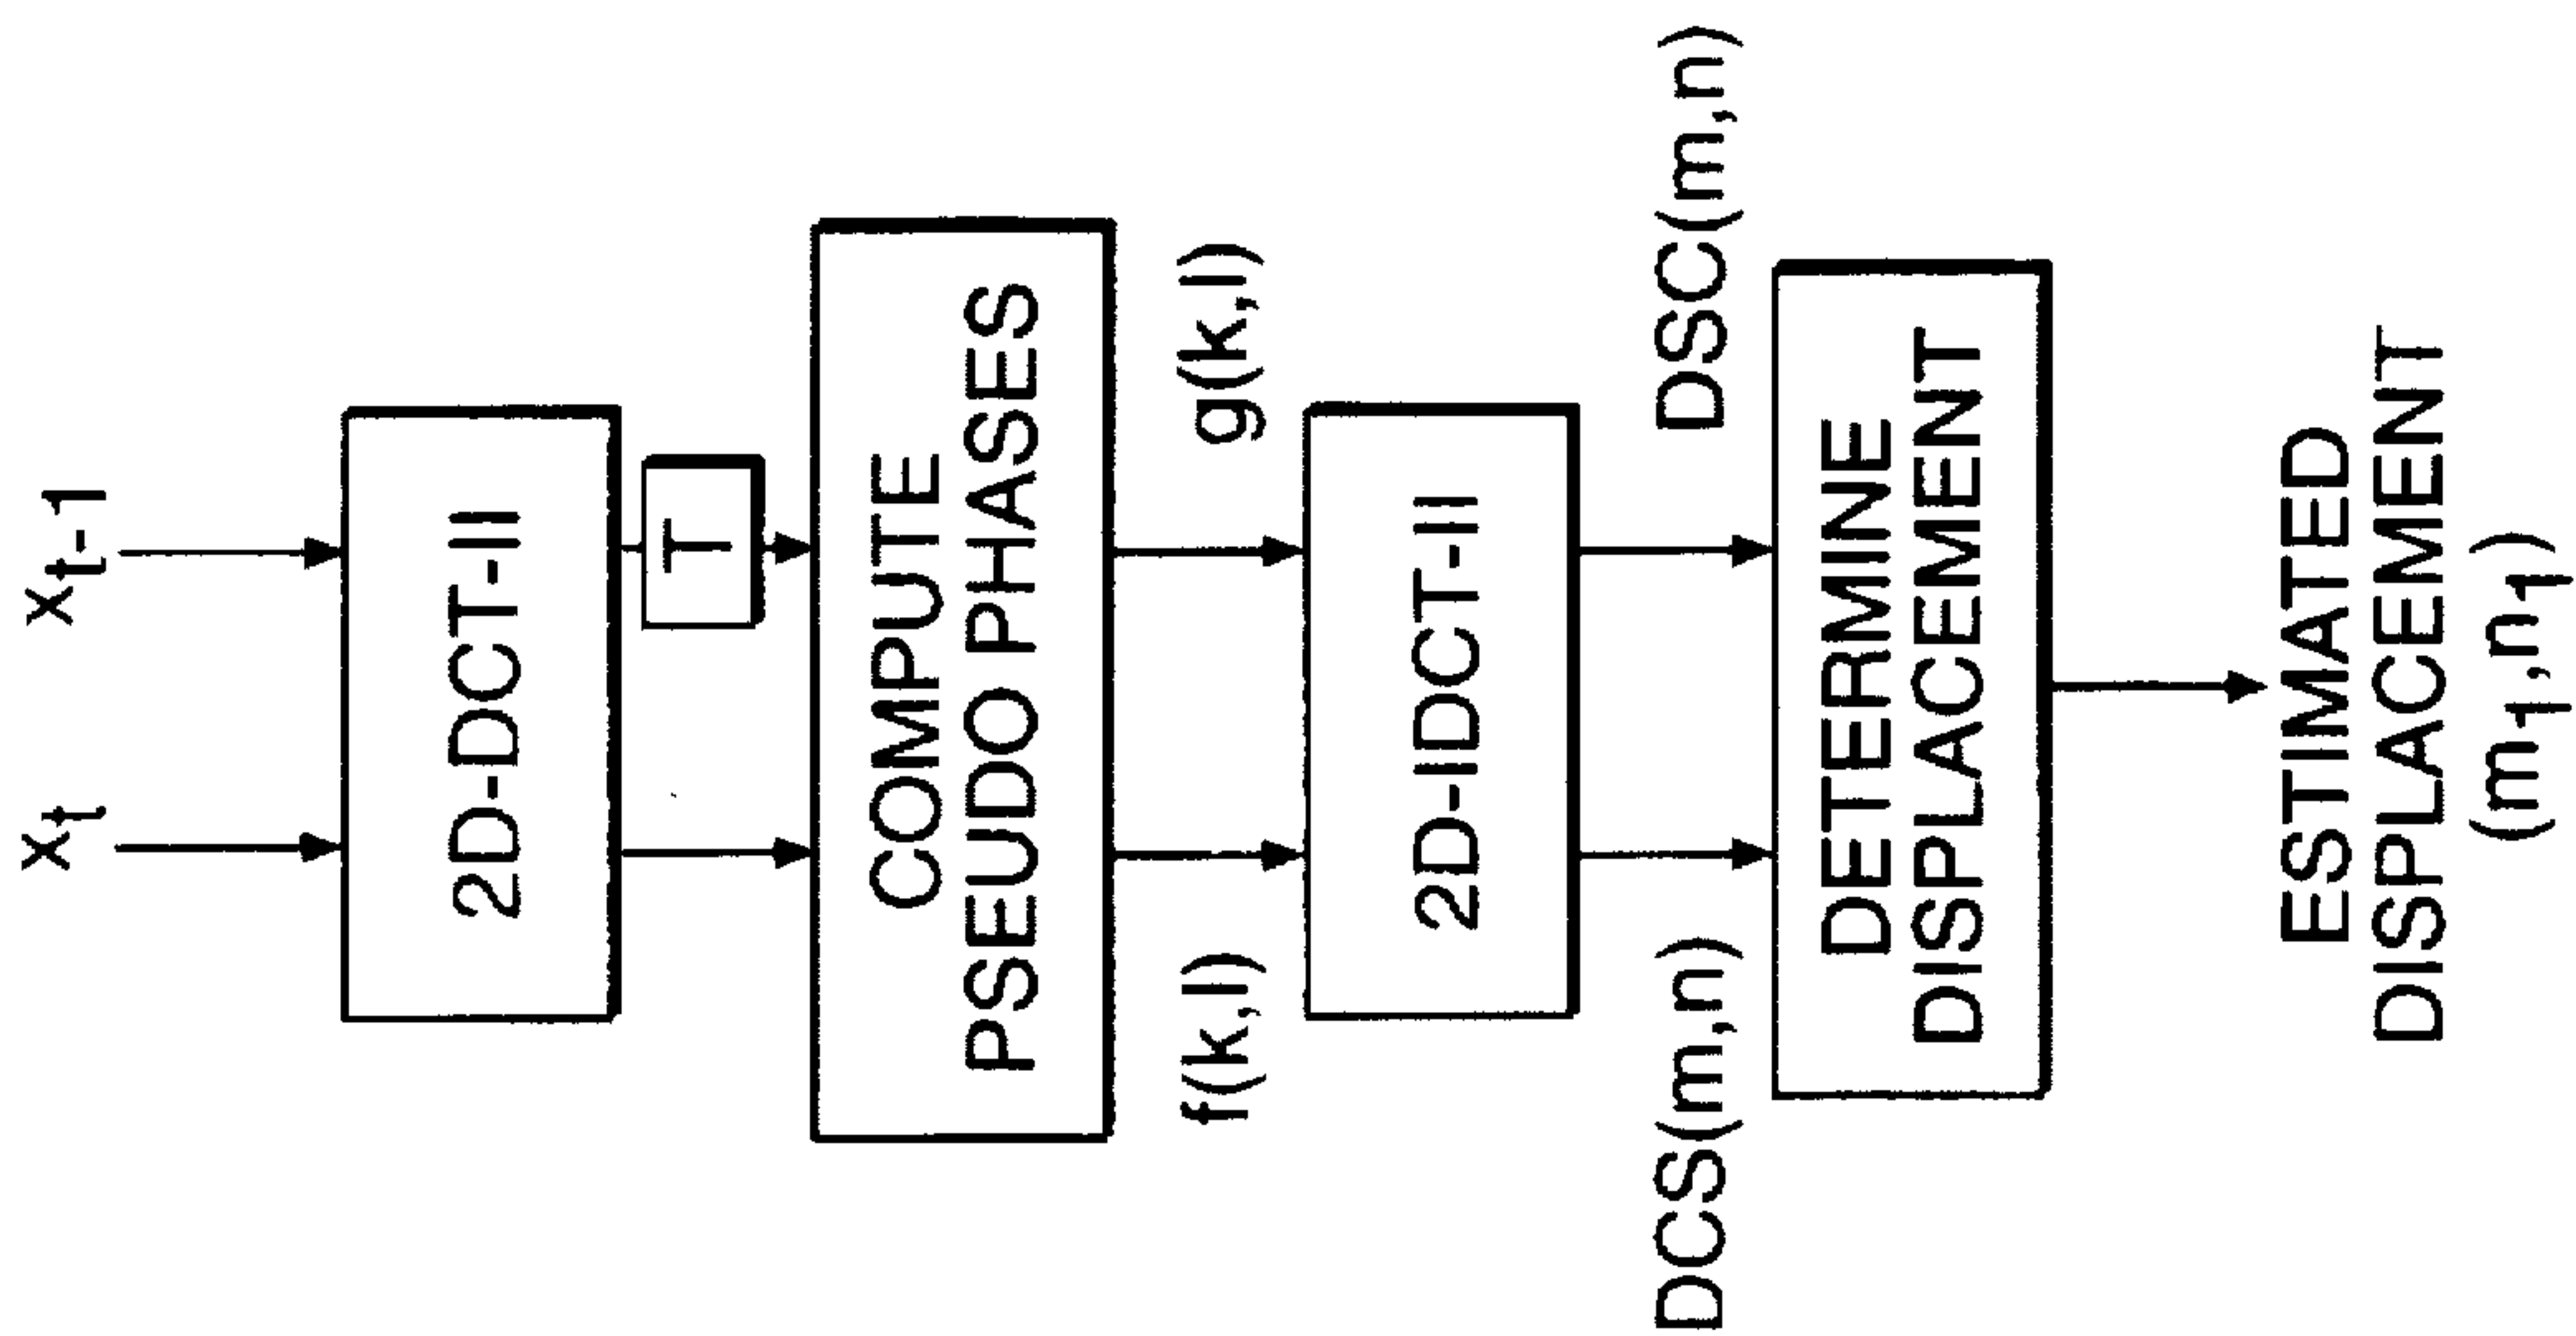 x_t
x_{t-1}
2D-DCT-II
T
COMPUTE
PSEUDO PHASES
f(k,l)
g(k,l)
2D-IDCT-II
DCS(m,n)
DSC(m,n)
DETERMINE
DISPLACEMENT
ESTIMATED
DISPLACEMENT
(m_1,n_1)